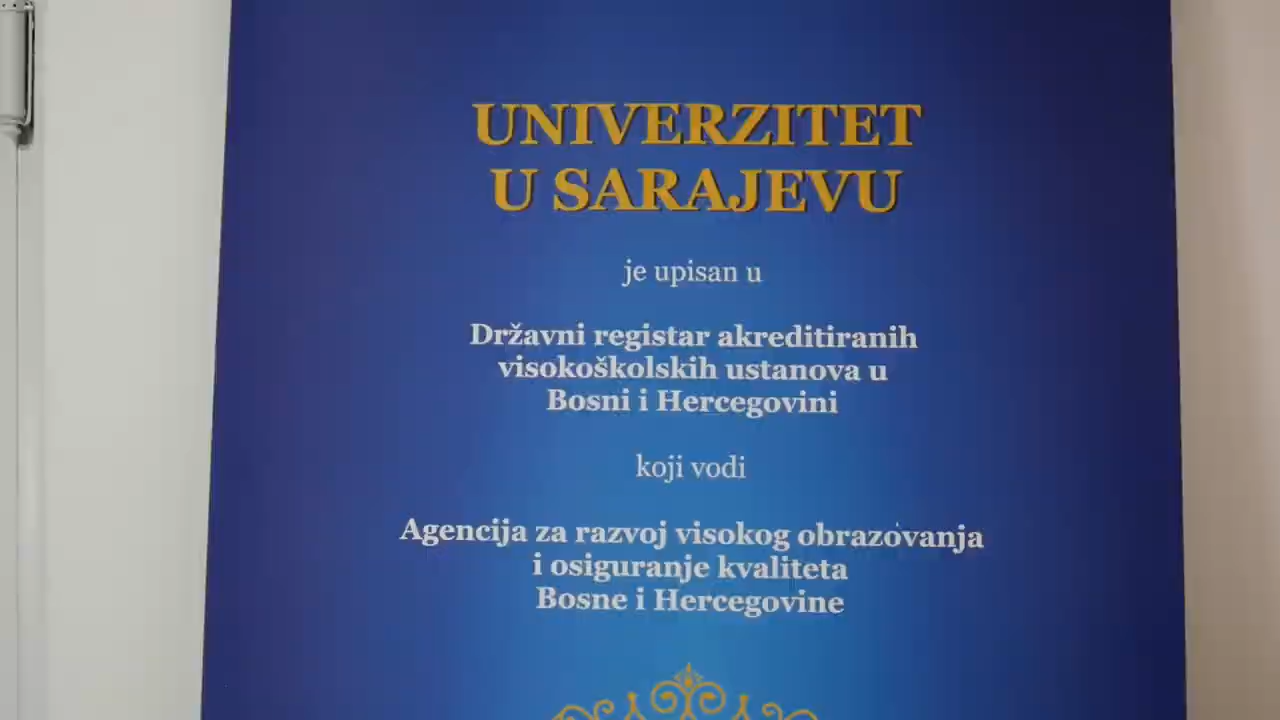 UNIVERZITET
U SARAJEVU
je upisan u
Državni registar akreditiranih
visokoškolskih ustanova u
Bosni i Hercegovini
koji vodi
Agencija za razvoj visokog obrazovanja
i osiguranje kvaliteta
Bosne i Hercegovine